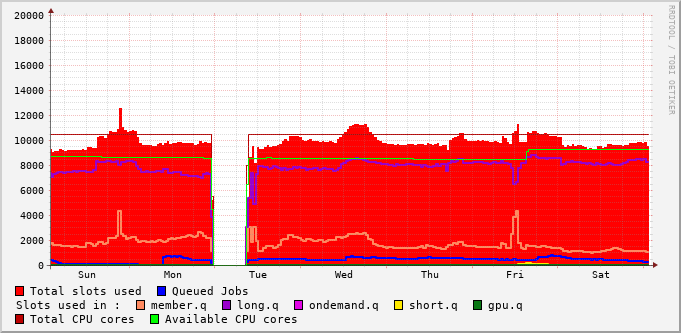 RRDTOOL / TOBI OETIKER
20000
18000
16000
14000
12000
10000
8000
6000
4000
2000
0
Sun Mon Tue Wed Thu Fri Sat
Total slots used Queued Jobs
Slots used in : member.q long.q ondemand.q short.q gpu.q
Total CPU cores Available CPU cores